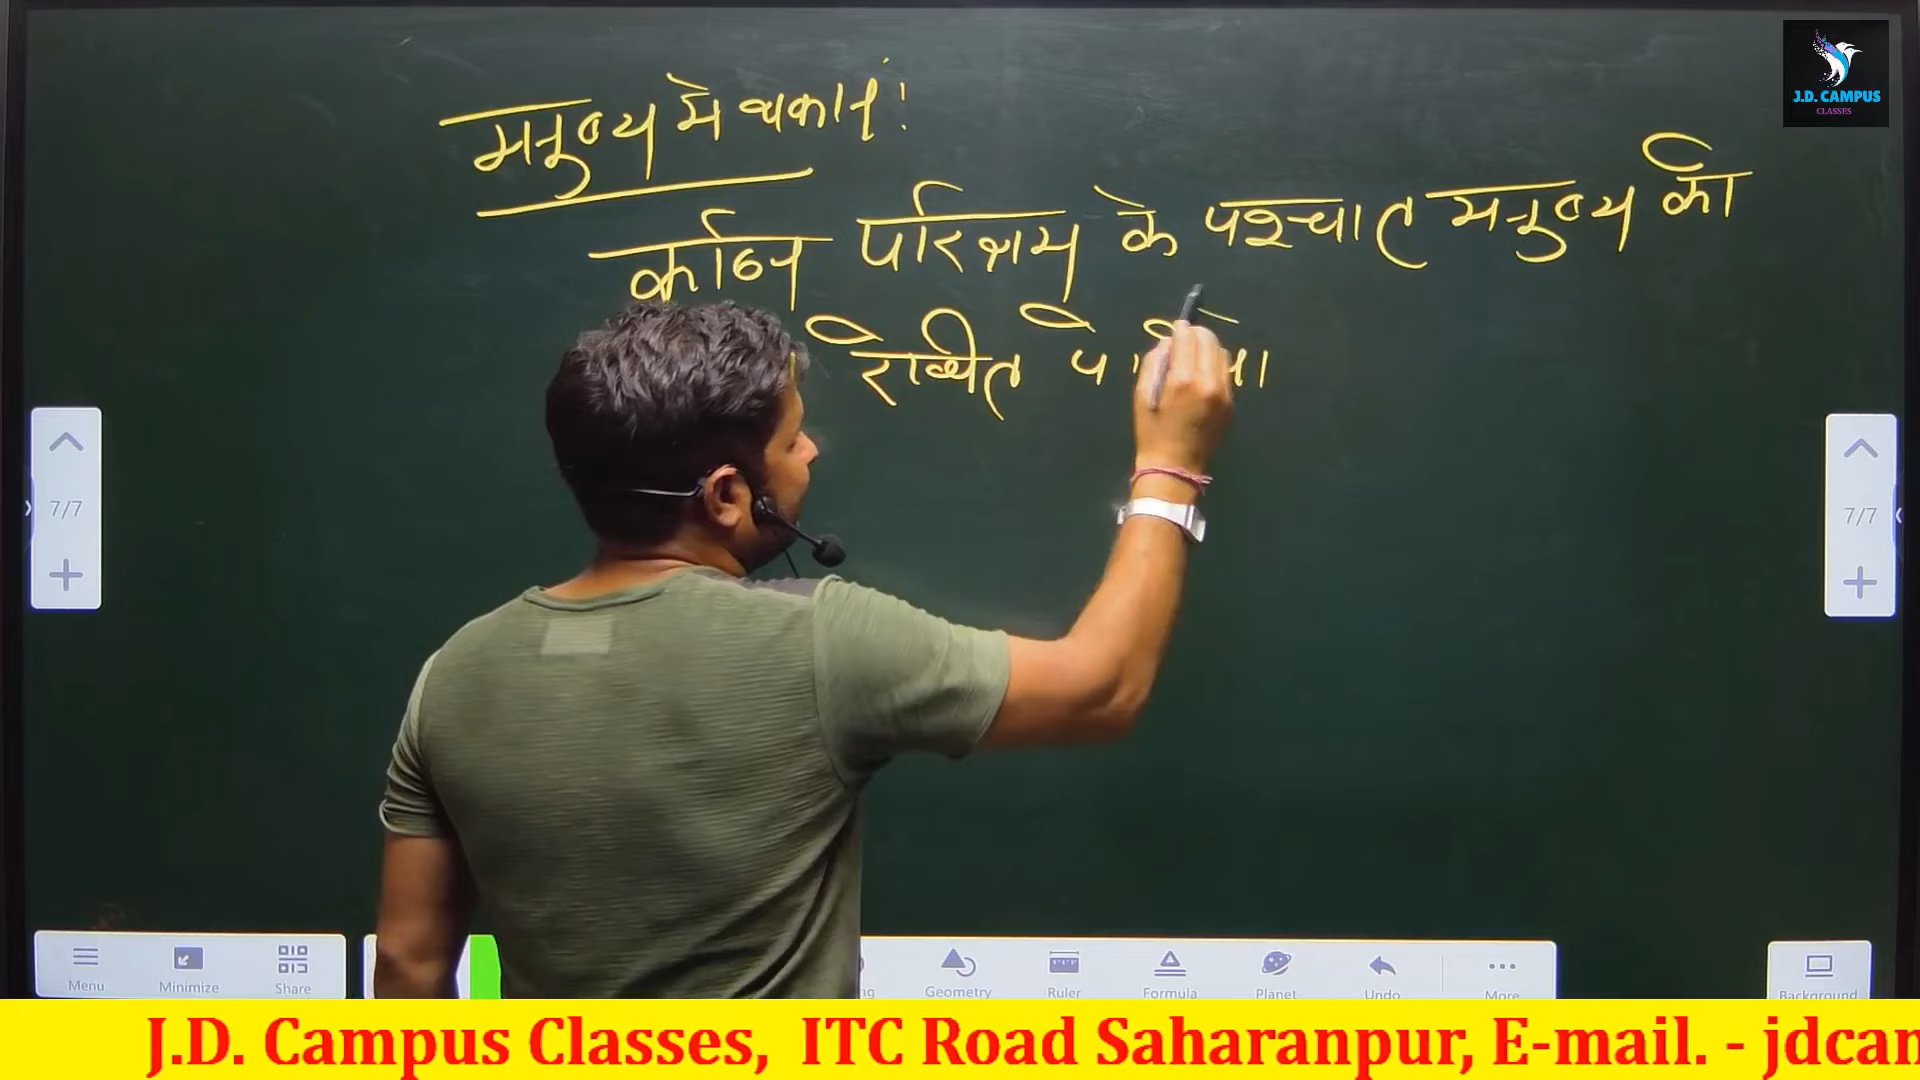 मनुष्य में थकान :
कठिन परिश्रम के पश्चात मनुष्य की
रेखित पेशियों
J.D. CAMPUS
CLASSES
7/7
7/7
Menu
Minimize
Share
Geometry
Ruler
Formula
Planet
Undo
More
Background
J.D. Campus Classes, ITC Road Saharanpur, E-mail. - jdcam